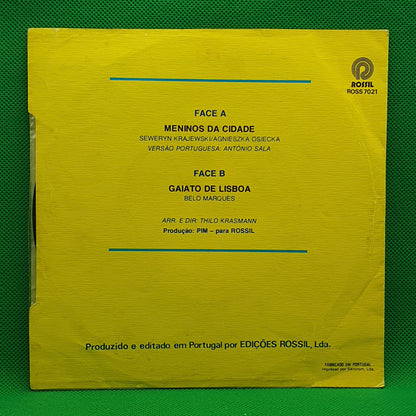 ROSSIL
ROSS 7021
FACE A
MENINOS DA CIDADE
SEWERYN KRAJEWSKI/AGNIESZKA OSIECKA
VERSÃO PORTUGUESA: ANTÓNIO SALA
FACE B
GAIATO DE LISBOA
BELO MARQUES
ARR. E DIR: THILO KRASMANN
Produção: PIM – para ROSSIL
Produzido e editado em Portugal por EDIÇÕES ROSSIL, Lda.
FABRICADO EM PORTUGAL